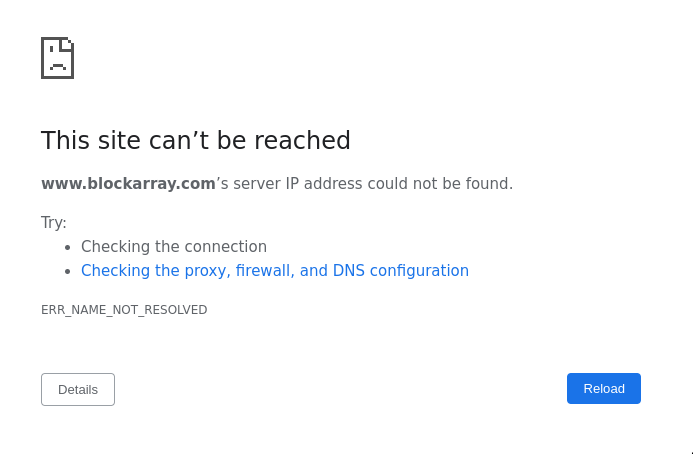 This site can’t be reached
www.blockarray.com’s server IP address could not be found.
Try:
Checking the connection
Checking the proxy, firewall, and DNS configuration
ERR_NAME_NOT_RESOLVED
Details
Reload